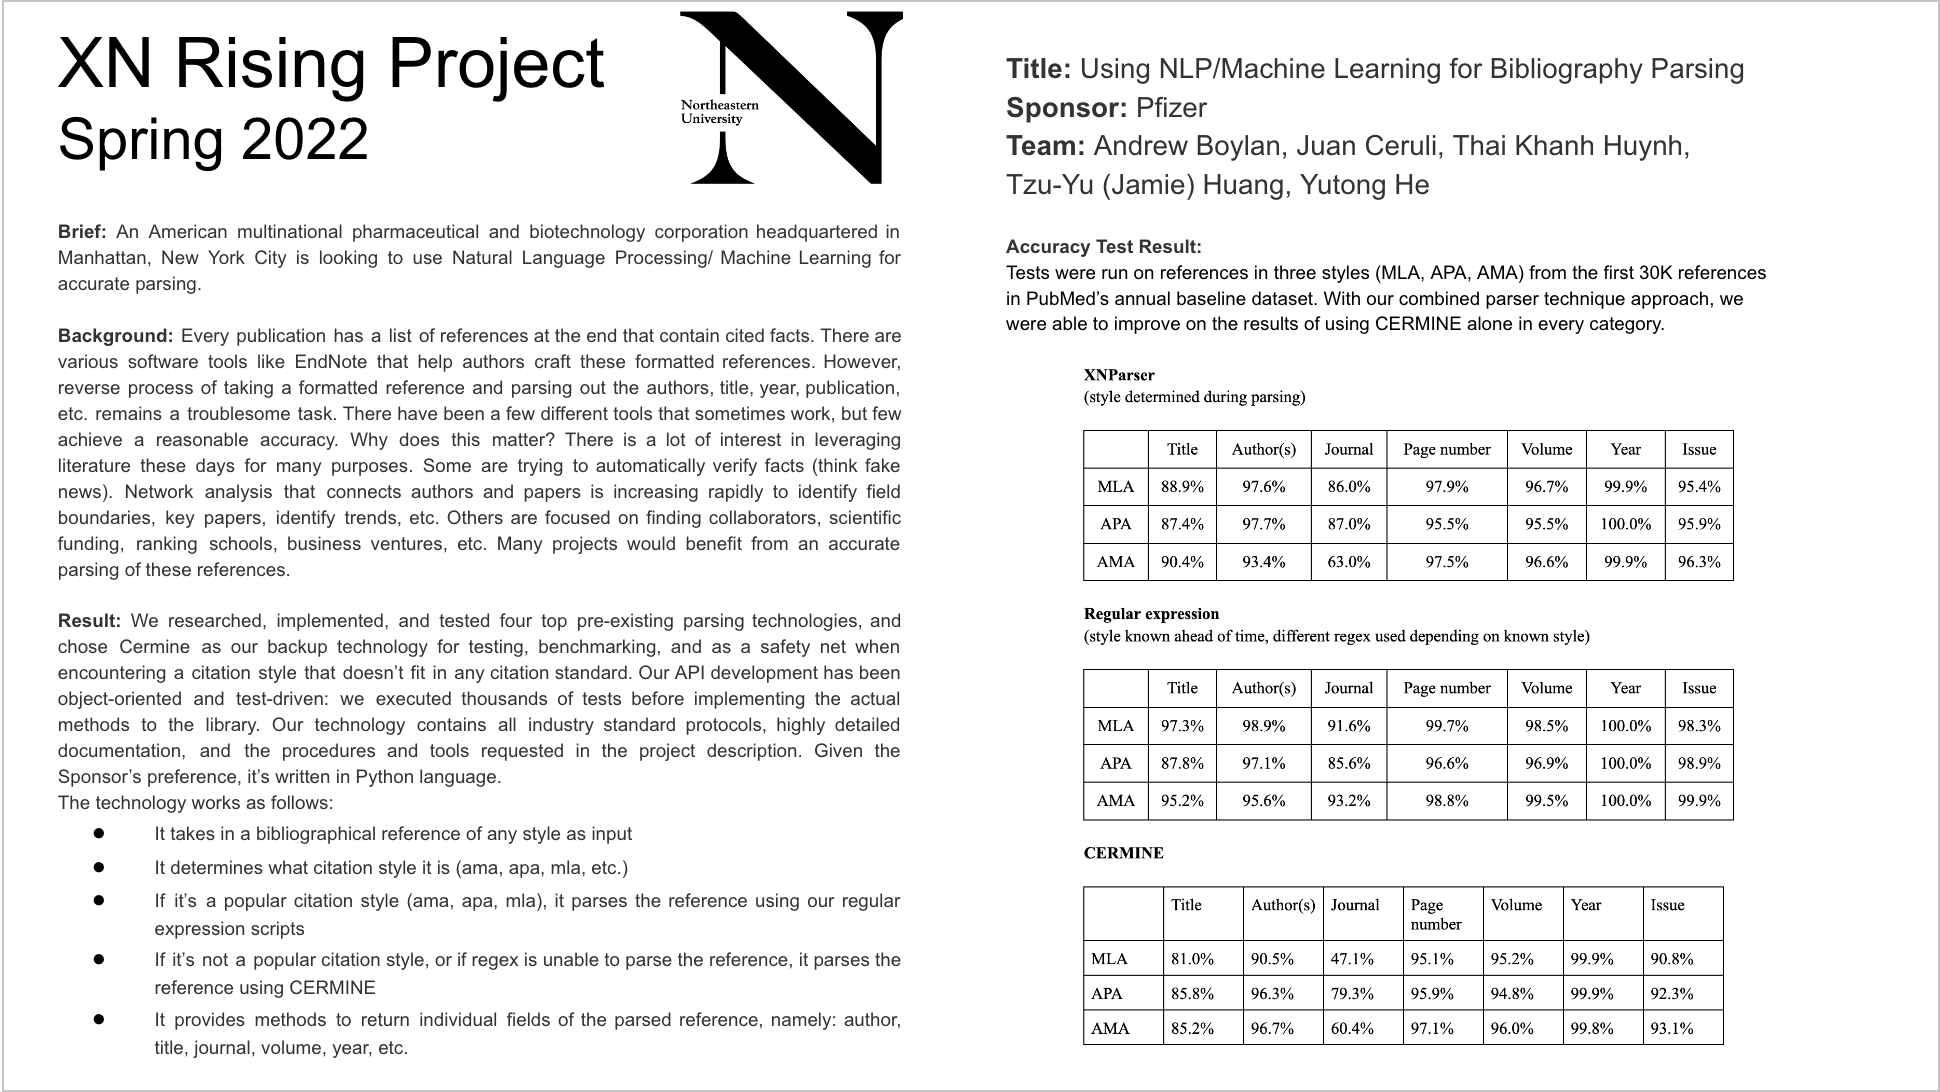 XN Rising Project
Spring 2022
Northeastern
University
Brief: An American multinational pharmaceutical and biotechnology corporation headquartered in
Manhattan, New York City is looking to use Natural Language Processing/ Machine Learning for
accurate parsing.
Background: Every publication has a list of references at the end that contain cited facts. There are
various software tools like EndNote that help authors craft these formatted references. However,
reverse process of taking a formatted reference and parsing out the authors, title, year, publication,
etc. remains a troublesome task. There have been a few different tools that sometimes work, but few
achieve a reasonable accuracy. Why does this matter? There is a lot of interest in leveraging
literature these days for many purposes. Some are trying to automatically verify facts (think fake
news). Network analysis that connects authors and papers is increasing rapidly to identify field
boundaries, key papers, identify trends, etc. Others are focused on finding collaborators, scientific
funding, ranking schools, business ventures, etc. Many projects would benefit from an accurate
parsing of these references.
Result: We researched, implemented, and tested four top pre-existing parsing technologies, and
chose Cermine as our backup technology for testing, benchmarking, and as a safety net when
encountering a citation style that doesn't fit in any citation standard. Our API development has been
object-oriented and test-driven: we executed thousands of tests before implementing the actual
methods to the library. Our technology contains all industry standard protocols, highly detailed
documentation, and the procedures and tools requested in the project description. Given the
Sponsor's preference, it's written in Python language.
The technology works as follows:
● It takes in a bibliographical reference of any style as input
● It determines what citation style it is (ama, apa, mla, etc.)
● If it's a popular citation style (ama, apa, mla), it parses the reference using our regular
expression scripts
● If it's not a popular citation style, or if regex is unable to parse the reference, it parses the
reference using CERMINE
● It provides methods to return individual fields of the parsed reference, namely: author,
title, journal, volume, year, etc.
Title: Using NLP/Machine Learning for Bibliography Parsing
Sponsor: Pfizer
Team: Andrew Boylan, Juan Ceruli, Thai Khanh Huynh,
Tzu-Yu (Jamie) Huang, Yutong He
Accuracy Test Result:
Tests were run on references in three styles (MLA, APA, AMA) from the first 30K references
in PubMed's annual baseline dataset. With our combined parser technique approach, we
were able to improve on the results of using CERMINE alone in every category.
XNParser
(style determined during parsing)
Title Author(s) Journal Page number Volume Year Issue
MLA 88.9% 97.6% 86.0% 97.9% 96.7% 99.9% 95.4%
APA 87.4% 97.7% 87.0% 95.5% 95.5% 100.0% 95.9%
AMA 90.4% 93.4% 63.0% 97.5% 96.6% 99.9% 96.3%
Regular expression
(style known ahead of time, different regex used depending on known style)
Title Author(s) Journal Page number Volume Year Issue
MLA 97.3% 98.9% 91.6% 99.7% 98.5% 100.0% 98.3%
APA 87.8% 97.1% 85.6% 96.6% 96.9% 100.0% 98.9%
AMA 95.2% 95.6% 93.2% 98.8% 99.5% 100.0% 99.9%
CERMINE
Title Author(s) Journal Page number Volume Year Issue
MLA 81.0% 90.5% 47.1% 95.1% 95.2% 99.9% 90.8%
APA 85.8% 96.3% 79.3% 95.9% 94.8% 99.9% 92.3%
AMA 85.2% 96.7% 60.4% 97.1% 96.0% 99.8% 93.1%